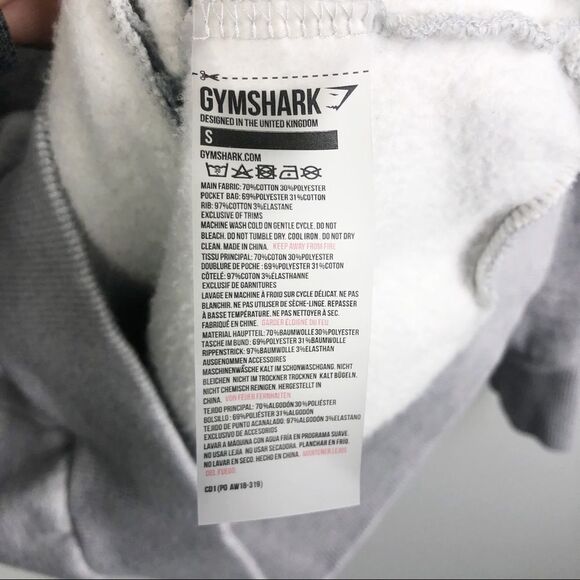 GYMSHARK
DESIGNED IN THE UNITED KINGDOM
S
GYMSHARK.COM
MAIN FABRIC: 70%COTTON 30%POLYESTER
POCKET BAG: 69%POLYESTER 31%COTTON
RIB: 97%COTTON 3%ELASTANE
EXCLUSIVE OF TRIMS
MACHINE WASH COLD ON GENTLE CYCLE. DO NOT
BLEACH. DO NOT TUMBLE DRY. COOL IRON. DO NOT DRY
CLEAN. MADE IN CHINA. KEEP AWAY FROM FIRE
TISSU PRINCIPAL: 70%COTON 30%POLYESTER
DOUBLURE DE POCHE : 69%POLYESTER 31%COTON
CÔTELÉ: 97%COTON 3%ÉLASTHANNE
EXCLUSIF DE GARNITURES
LAVAGE EN MACHINE À FROID SUR CYCLE DÉLICAT. NE PAS
BLANCHIR. NE PAS UTILISER DE SÈCHE-LINGE. REPASSER
À BASSE TEMPÉRATURE. NE PAS NETTOYER À SEC.
FABRIQUÉ EN CHINE. GARDER ÉLOIGNÉ DU FEU
MATERIAL HAUPTTEIL: 70%BAUMWOLLE 30%POLYESTER
TASCHE IM BUND: 69%POLYESTER 31%BAUMWOLLE
RIPPENSTRICK: 97%BAUMWOLLE 3%ELASTHAN
AUSGENOMMEN ACCESSOIRES
MASCHINENWÄSCHE KALT IM SCHONWASCHGANG. NICHT
BLEICHEN NICHT IM TROCKNER TROCKNEN KALT BÜGELN.
NICHT CHEMISCH REINIGEN. HERGESTELLT IN
CHINA. VON FEUER FERNHALTEN
TEJIDO PRINCIPAL: 70%ALGODÓN 30%POLIÉSTER
BOLSILLO : 69%POLIÉSTER 31%ALGODÓN
TEJIDO DE PUNTO ACANALADO: 97%ALGODÓN 3%ELASTANO
EXCLUSIVO DE ACCESORIOS
LAVAR A MÁQUINA CON AGUA FRÍA EN PROGRAMA SUAVE.
NO USAR LEJÍA NO USAR SECADORA. PLANCHAR EN FRÍO.
NO LAVAR EN SECO. HECHO EN CHINA. MANTENER LEJOS
DEL FUEGO.
CD1 (PO AW18-319)